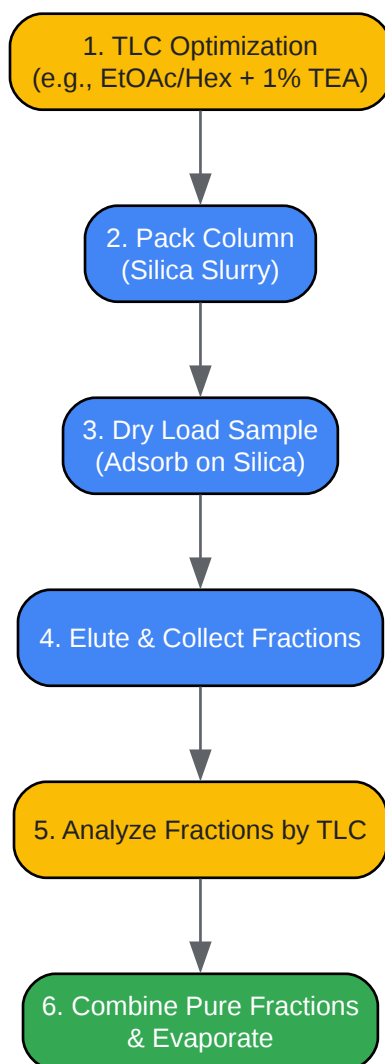 1. TLC Optimization
(e.g., EtOAc/Hex + 1% TEA)
2. Pack Column
(Silica Slurry)
3. Dry Load Sample
(Adsorb on Silica)
4. Elute & Collect Fractions
5. Analyze Fractions by TLC
6. Combine Pure Fractions
& Evaporate